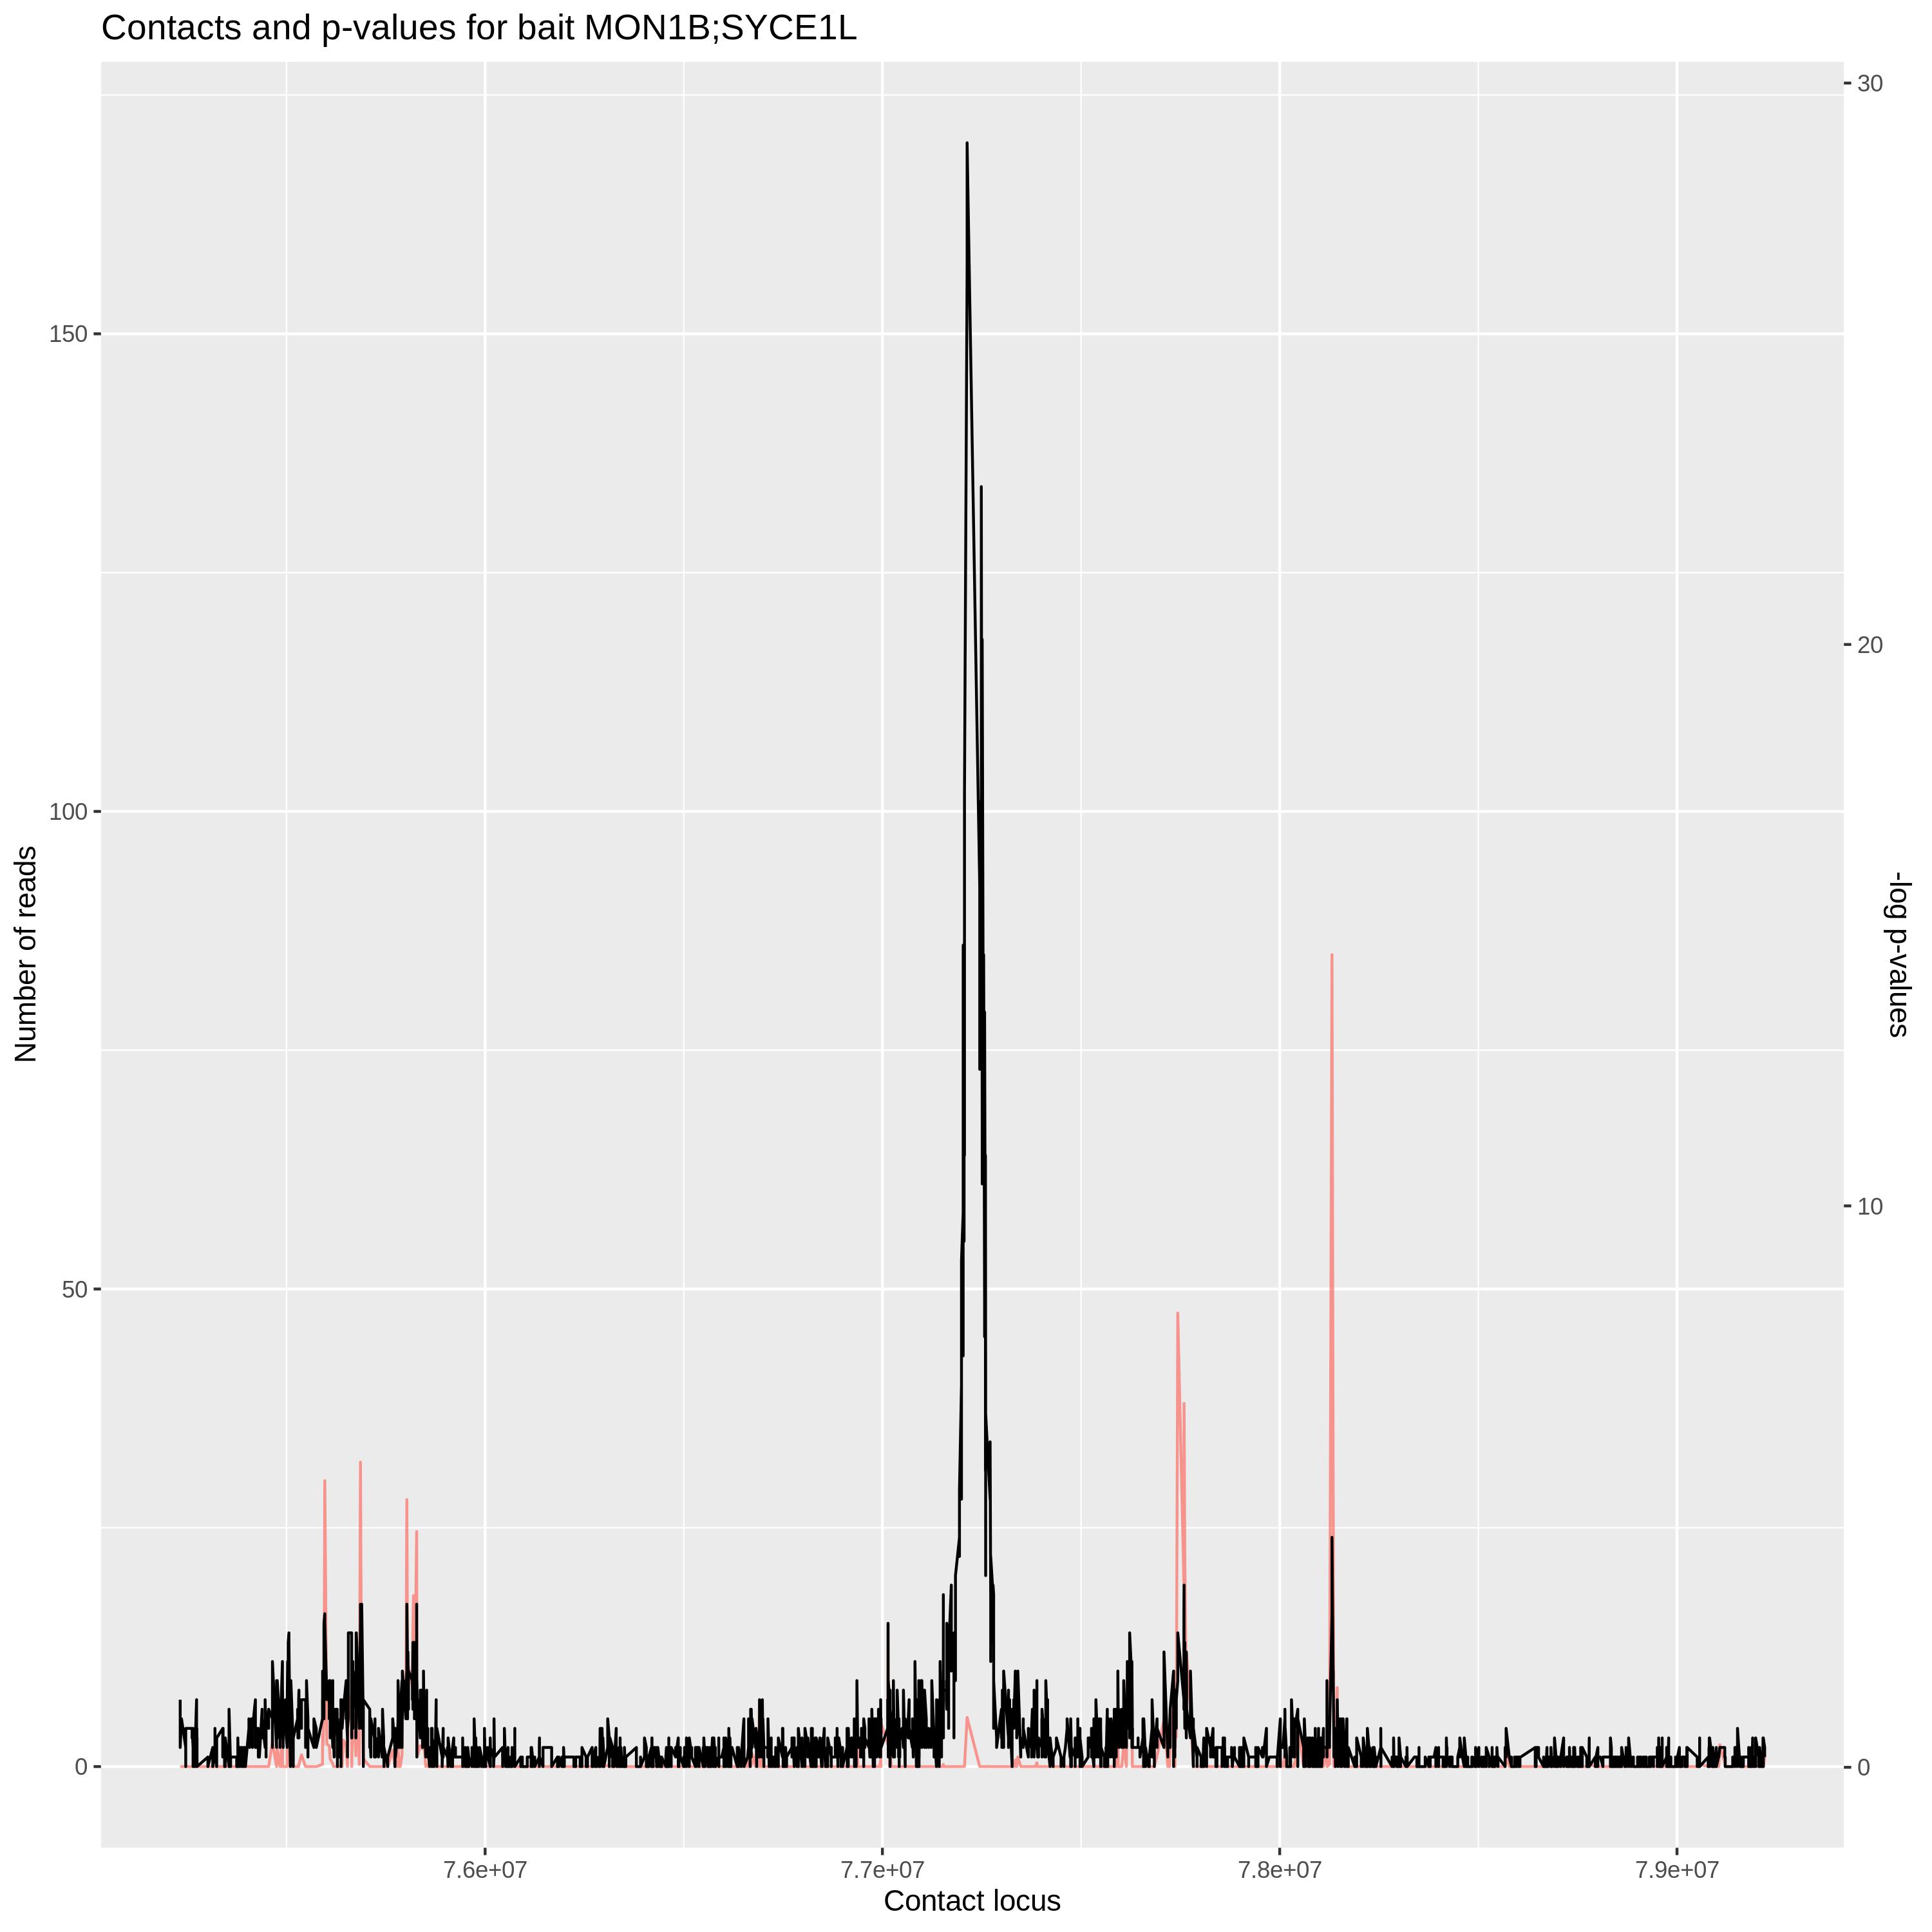 Contacts and p-values for bait MON1B;SYCE1L
150
100
50
0
Number of reads
30
20
10
0
-log p-values
7.6e+07
7.7e+07
7.8e+07
7.9e+07
Contact locus